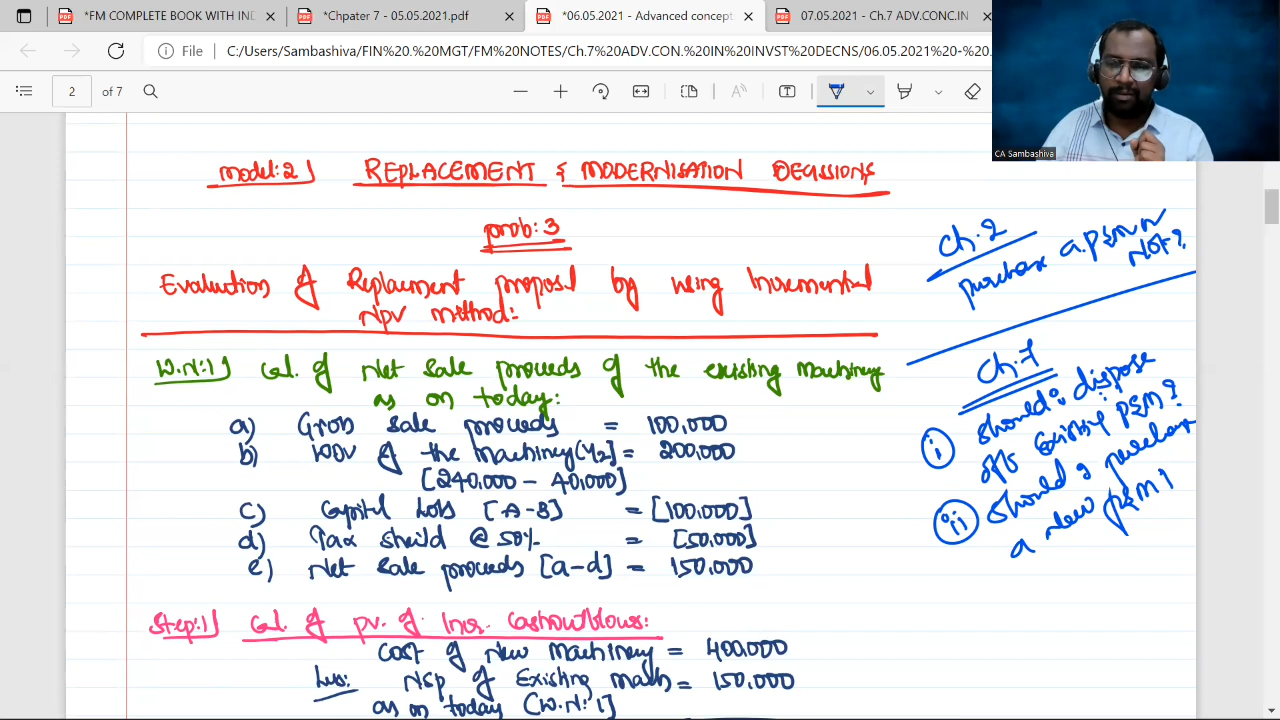 *FM COMPLETE BOOK WITH IND
*Chpater 7 - 05.05.2021.pdf
*06.05.2021 - Advanced concept
07.05.2021 - Ch.7 ADV.CONC.IN
File
C:/Users/Sambashiva/FIN%20.%20MGT/FM%20NOTES/Ch.7%20ADV.CON.%20IN%20INVST%20DECNS/06.05.2021%20-%20.
2 of 7
CA Sambashiva
Model:2] REPLACEMENT & MODERNISATION DECISSIONS
prob:3
Evaluation of Replacement proposal by using Incremental
NPV method:
W.N:1] Cal. of Net Sale proceeds of the existing Machinery
as on today:
a) Gross Sale proceeds = 100,000
b) WDV of the Machinery (Y2) = 200,000
[240,000 - 40,000]
c) Capital Loss [A-B] = [100,000]
d) Tax sheild @ 50% = [50,000]
e) Net Sale proceeds [a-d] = 150,000
Step:1] Cal. of pv. of Incr. Cashoutflows:
Cost of New Machinery = 400,000
Less: NSP of Existing Mach = 150,000
as on today (W.N:1]
Ch.2
purchase a P&M or
Not?
Ch:7
i) should I dispose
off Existing P&M?
ii) should I purchase
a new P&M?